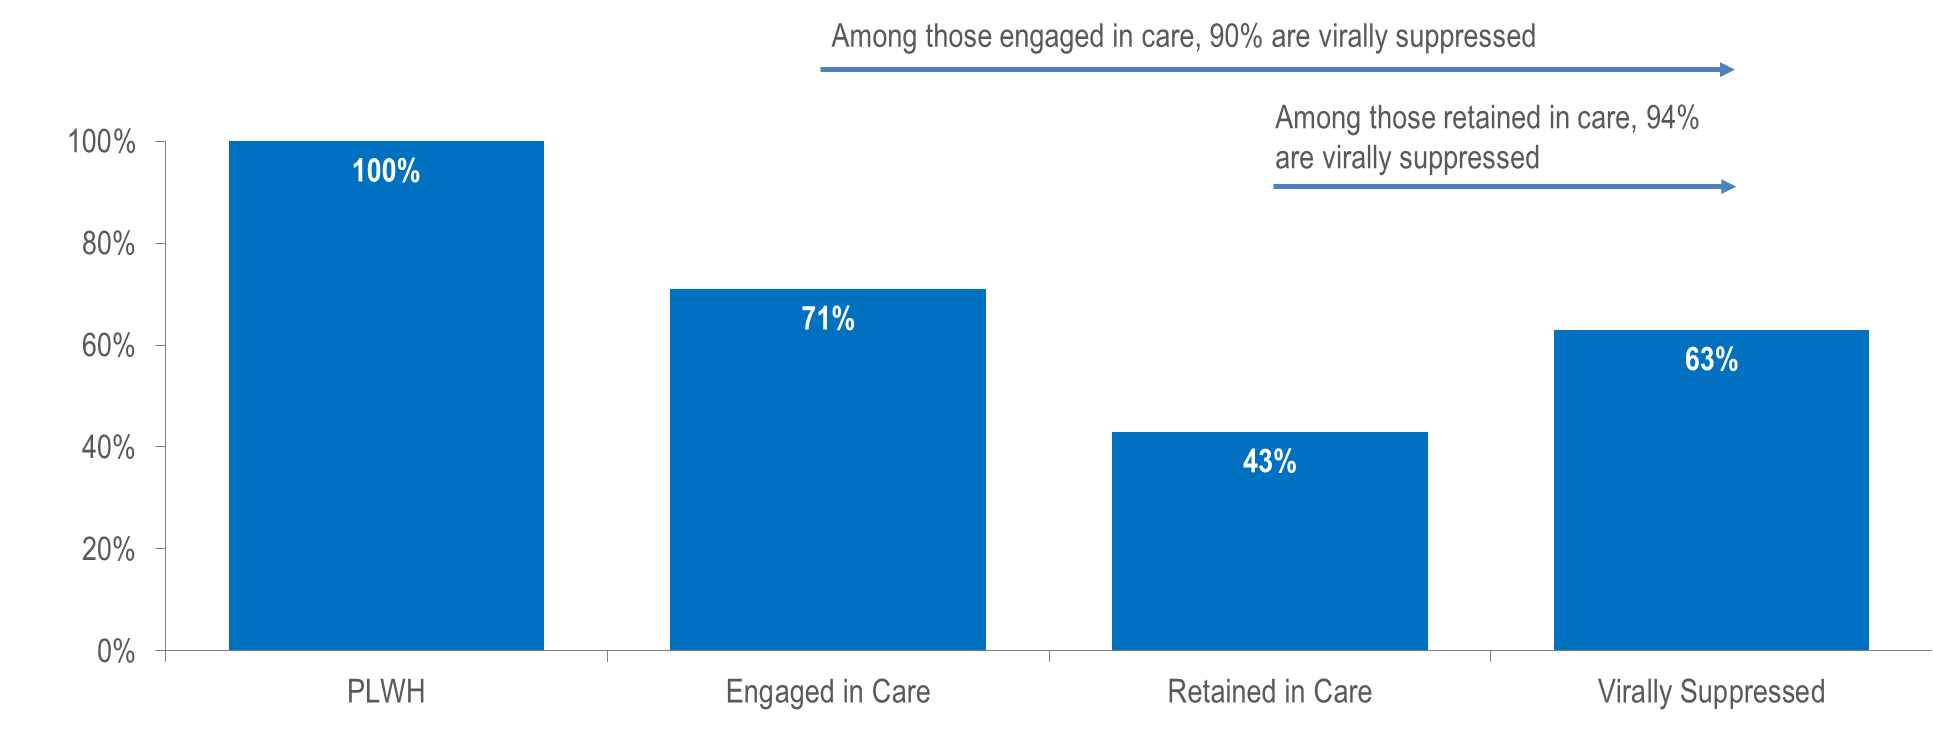 Among those engaged in care, 90% are virally suppressed
Among those retained in care, 94%
are virally suppressed
100%
80%
60%
40%
20%
0%
100%
71%
43%
63%
PLWH
Engaged in Care
Retained in Care
Virally Suppressed